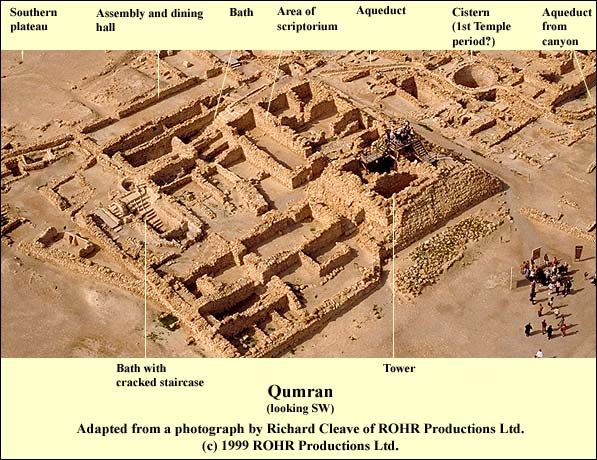 Southern
plateau
Assembly and dining
hall
Bath
Area of
scriptorium
Aqueduct
Cistern
(1st Temple
period?)
Aqueduct
from
canyon
Bath with
cracked staircase
Tower
Qumran
(looking SW)
Adapted from a photograph by Richard Cleave of ROHR Productions Ltd.
(c) 1999 ROHR Productions Ltd.